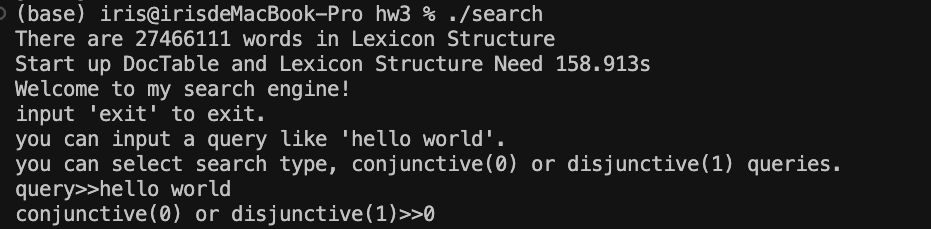 (base) iris@irisdeMacBook-Pro hw3 % ./search
There are 27466111 words in Lexicon Structure
Start up DocTable and Lexicon Structure Need 158.913s
Welcome to my search engine!
input 'exit' to exit.
you can input a query like 'hello world'.
you can select search type, conjunctive(0) or disjunctive(1) queries.
query>>hello world
conjunctive(0) or disjunctive(1)>>0